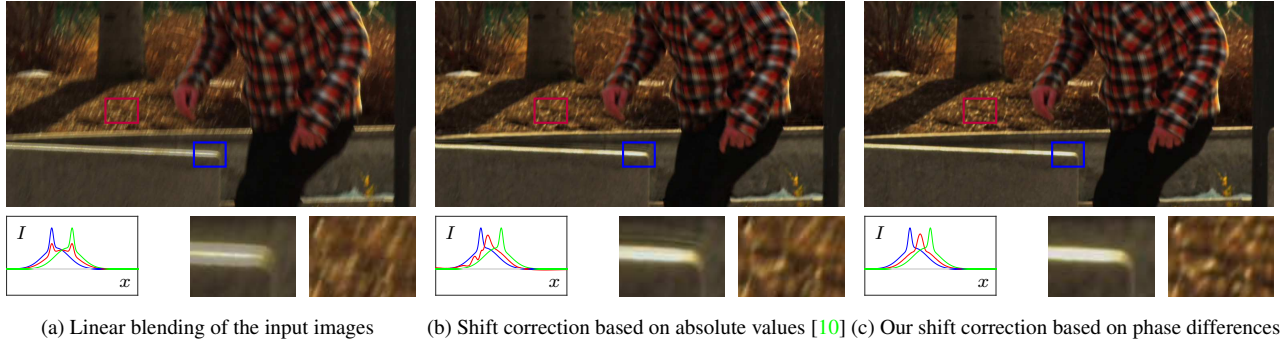 I
x
I
x
I
x
(a) Linear blending of the input images
(b) Shift correction based on absolute values [10]
(c) Our shift correction based on phase differences